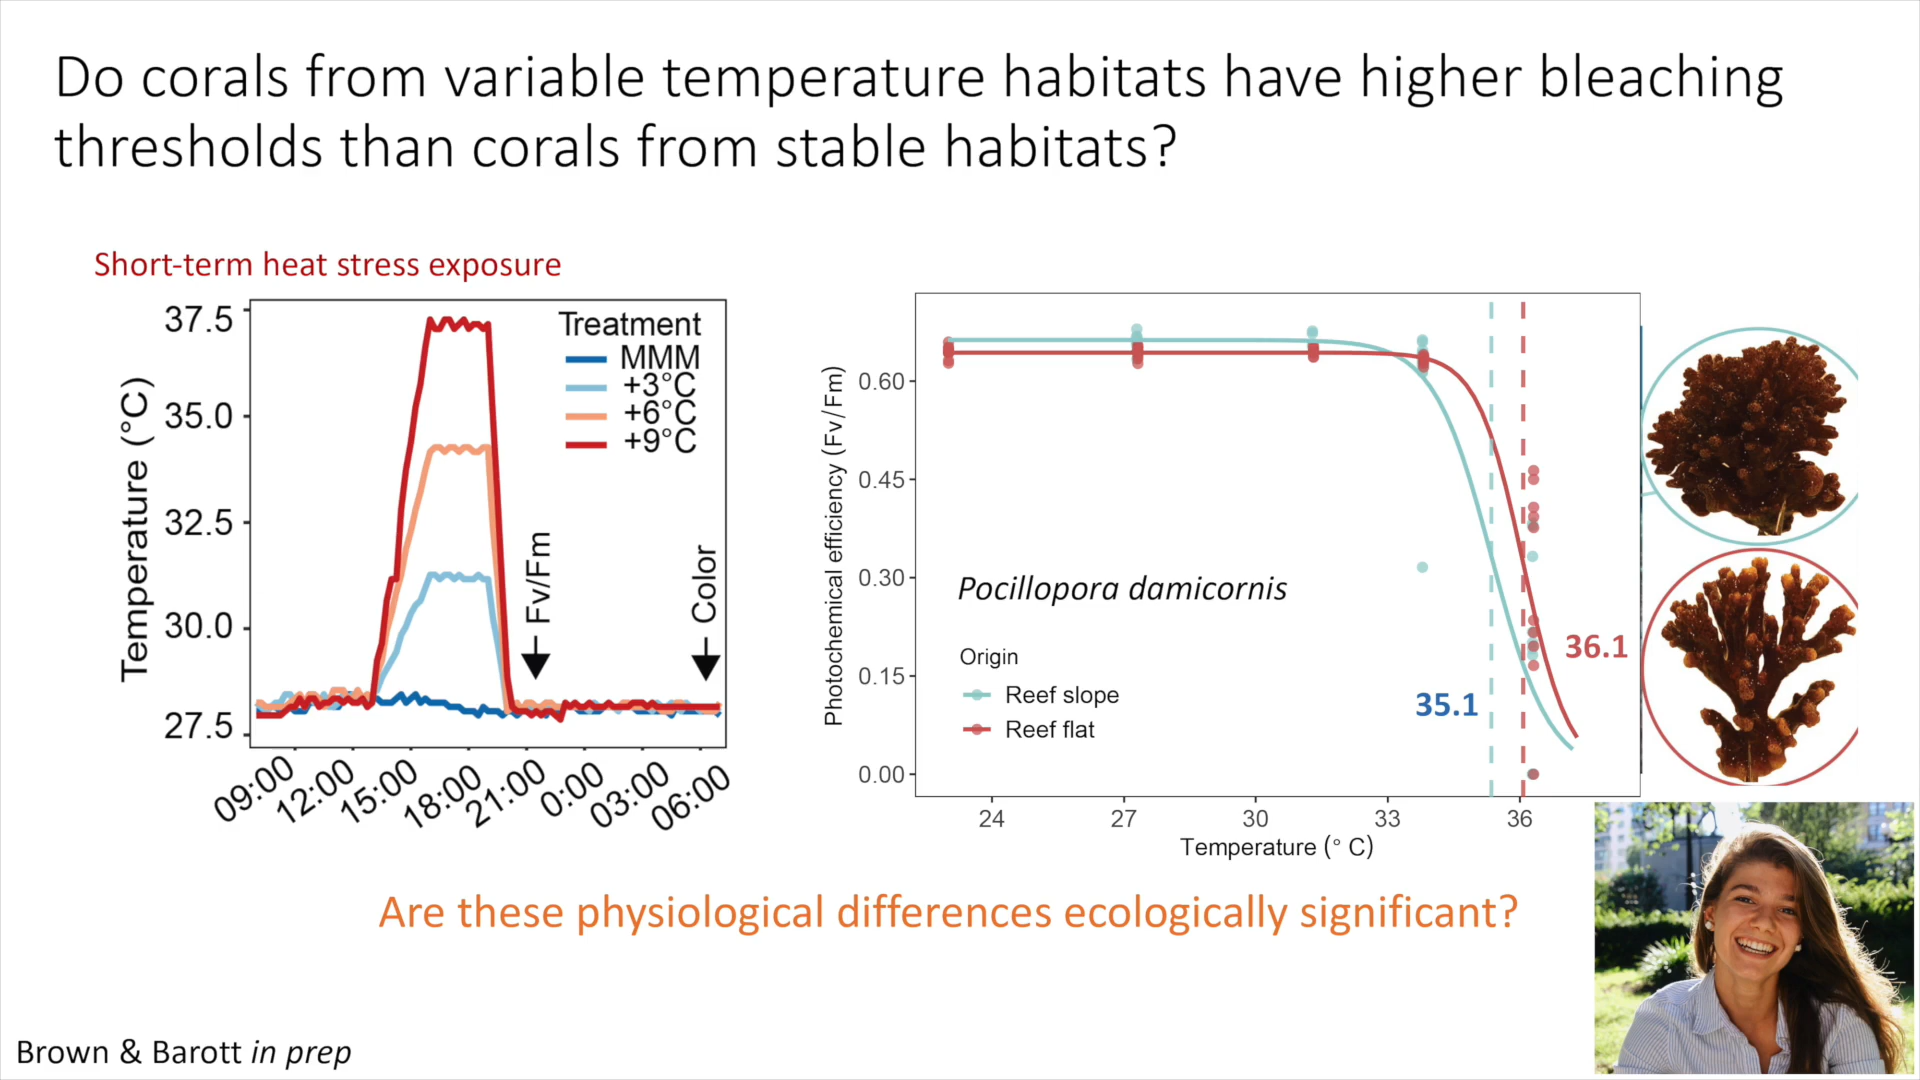 Do corals from variable temperature habitats have higher bleaching
thresholds than corals from stable habitats?
Short-term heat stress exposure
Temperature (°C)
37.5
35.0
32.5
30.0
27.5
Treatment
MMM
+3°C
+6°C
+9°C
Fv/Fm
Color
09:00
12:00
15:00
18:00
21:00
0:00
03:00
06:00
Photochemical efficiency (Fv/Fm)
0.60
0.45
0.30
0.15
0.00
Pocillopora damicornis
Origin
Reef slope
Reef flat
35.1
36.1
24
27
30
33
36
Temperature (° C)
Are these physiological differences ecologically significant?
Brown & Barott in prep